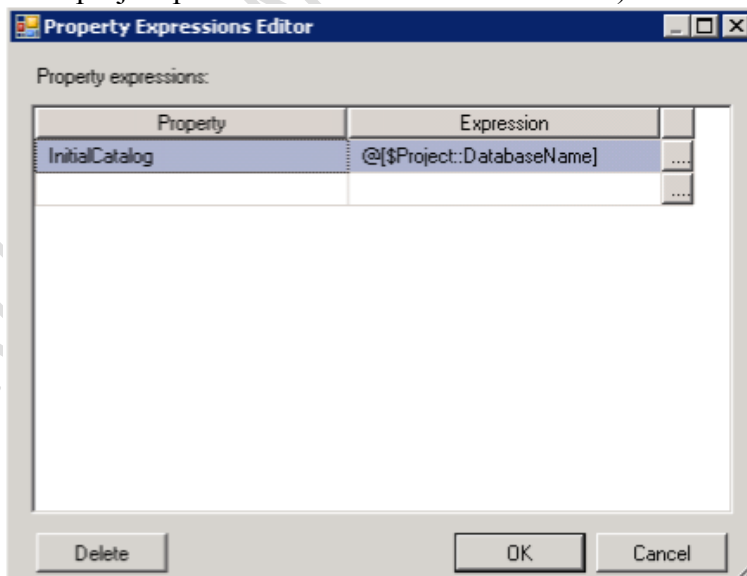 Property Expressions Editor
Property expressions:
Property Expression
InitialCatalog @[$Project::DatabaseName] ....
....
Delete OK Cancel